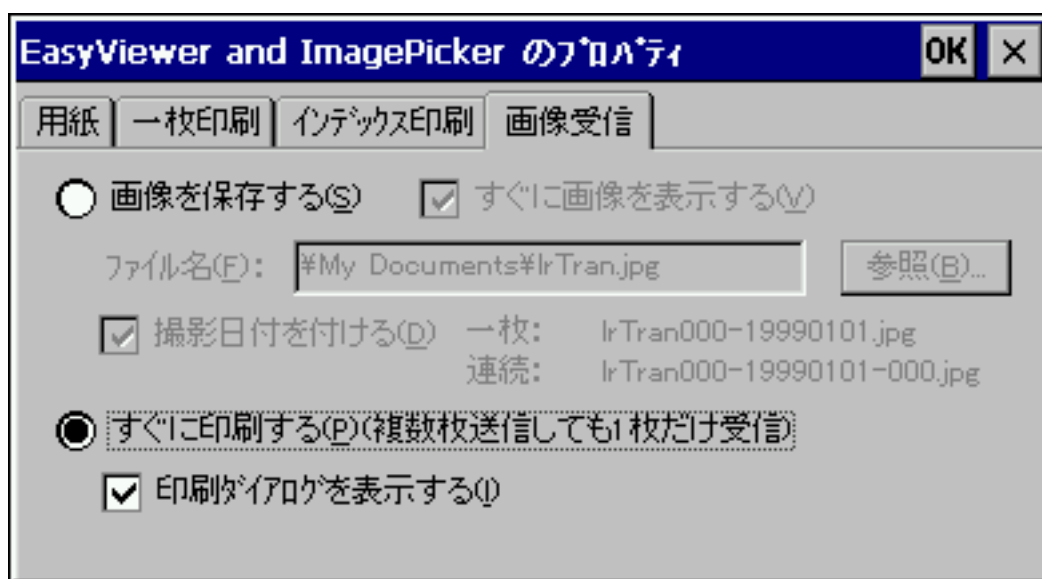 EasyViewer and ImagePicker のﾌﾟﾛﾊﾟﾃｨ OK ×
用紙 一枚印刷 ｲﾝﾃﾞｯｸｽ印刷 画像受信
画像を保存する(S) すぐに画像を表示する(V)
ﾌｧｲﾙ名(F): ¥My Documents¥IrTran.jpg 参照(B)...
撮影日付を付ける(D) 一枚: IrTran000-19990101.jpg
連続: IrTran000-19990101-000.jpg
すぐに印刷する(P)(複数枚送信しても1枚だけ受信)
印刷ﾀﾞｲｱﾛｸﾞを表示する(I)